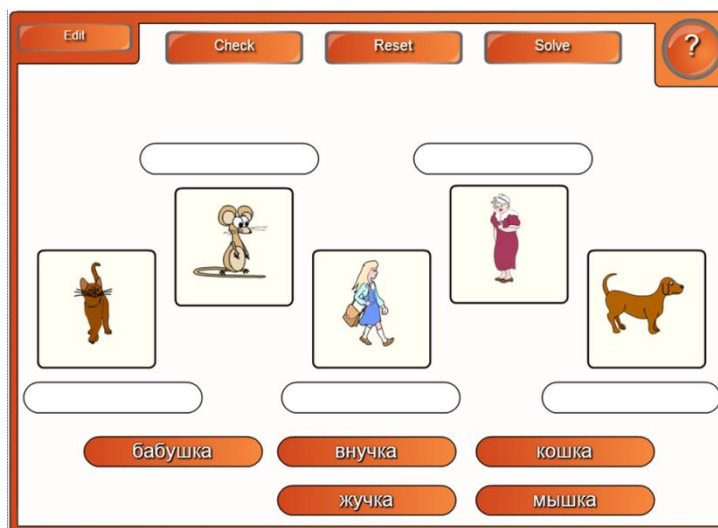 Edit
Check
Reset
Solve
?
бабушка
внучка
кошка
жучка
мышка